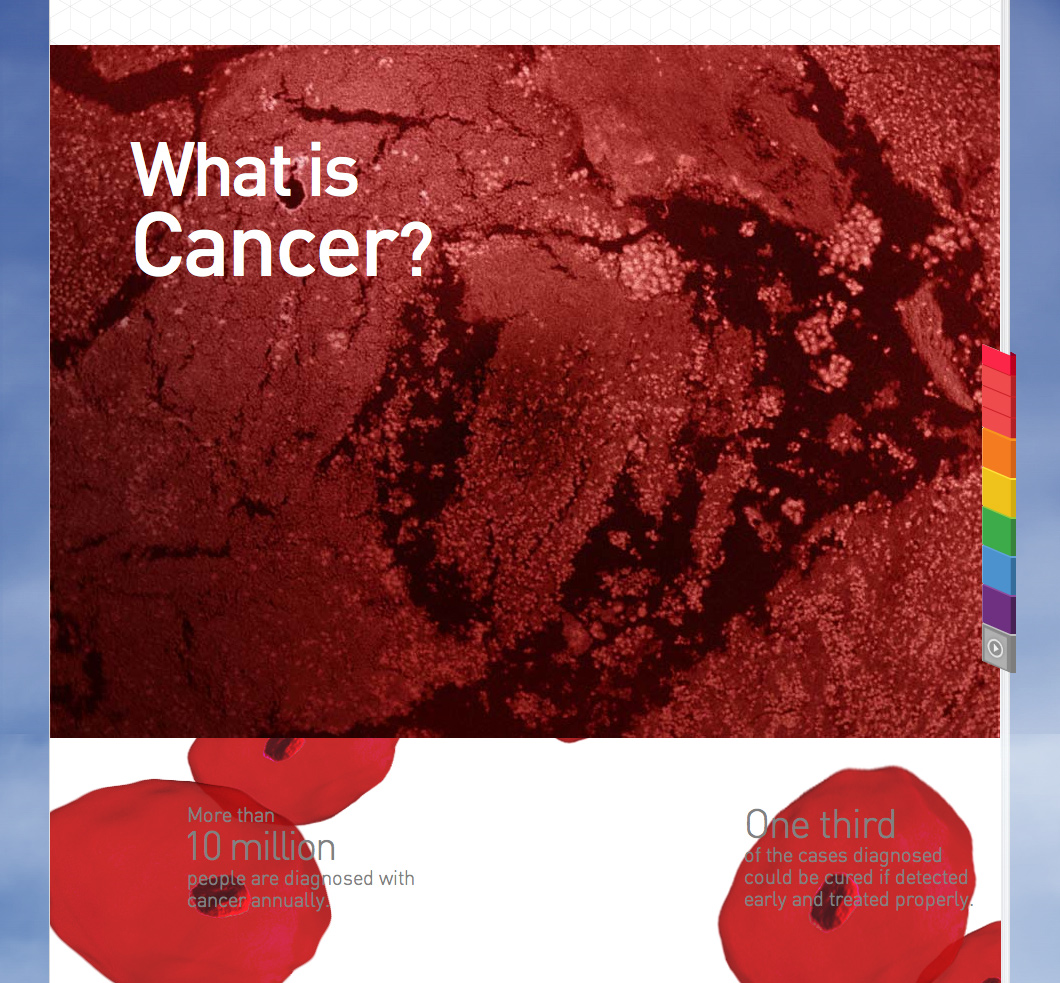 What is
Cancer?
More than
10 million
people are diagnosed with
cancer annually.
One third
of the cases diagnosed
could be cured if detected
early and treated properly.